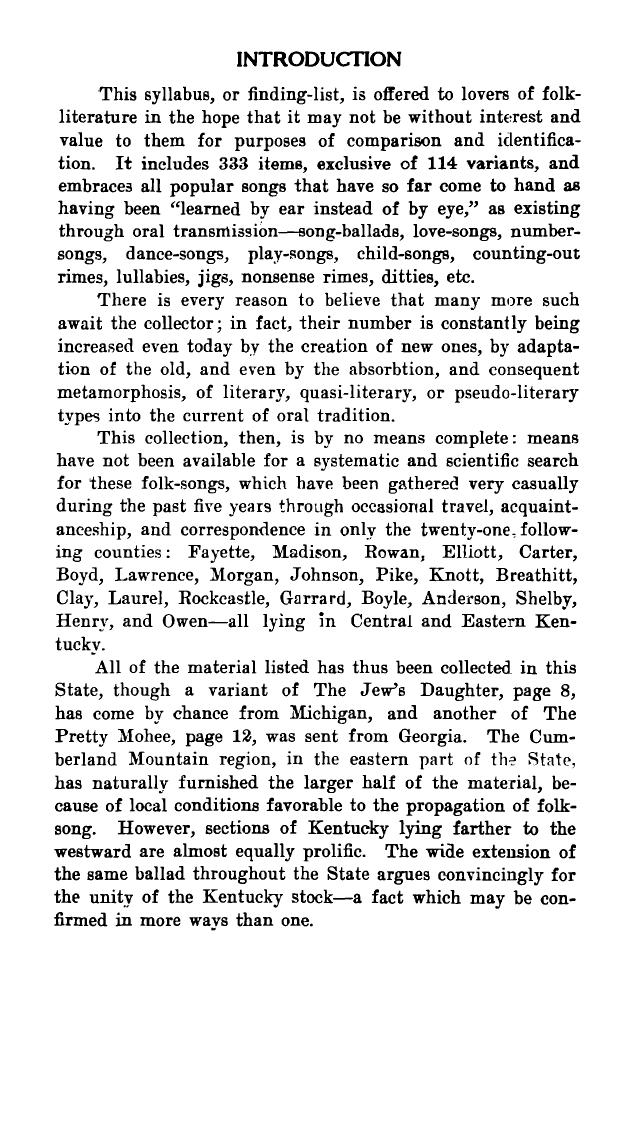 INTRODUCTION
This syllabus, or finding-list, is offered to lovers of folk-
literature in the hope that it may not be without interest and
value to them for purposes of comparison and identifica-
tion. It includes 333 items, exclusive of 114 variants, and
embraces all popular songs that have so far come to hand as
having been “learned by ear instead of by eye,” as existing
through oral transmission—song-ballads, love-songs, number-
songs, dance-songs, play-songs, child-songs, counting-out
rimes, lullabies, jigs, nonsense rimes, ditties, etc.
There is every reason to believe that many more such
await the collector; in fact, their number is constantly being
increased even today by the creation of new ones, by adapta-
tion of the old, and even by the absorbtion, and consequent
metamorphosis, of literary, quasi-literary, or pseudo-literary
types into the current of oral tradition.
This collection, then, is by no means complete: means
have not been available for a systematic and scientific search
for these folk-songs, which have been gathered very casually
during the past five years through occasional travel, acquaint-
anceship, and correspondence in only the twenty-one follow-
ing counties: Fayette, Madison, Rowan, Elliott, Carter,
Boyd, Lawrence, Morgan, Johnson, Pike, Knott, Breathitt,
Clay, Laurel, Rockcastle, Garrard, Boyle, Anderson, Shelby,
Henry, and Owen—all lying in Central and Eastern Ken-
tucky.
All of the material listed has thus been collected in this
State, though a variant of The Jew’s Daughter, page 8,
has come by chance from Michigan, and another of The
Pretty Mohee, page 12, was sent from Georgia. The Cum-
berland Mountain region, in the eastern part of the State,
has naturally furnished the larger half of the material, be-
cause of local conditions favorable to the propagation of folk-
song. However, sections of Kentucky lying farther to the
westward are almost equally prolific. The wide extension of
the same ballad throughout the State argues convincingly for
the unity of the Kentucky stock—a fact which may be con-
firmed in more ways than one.